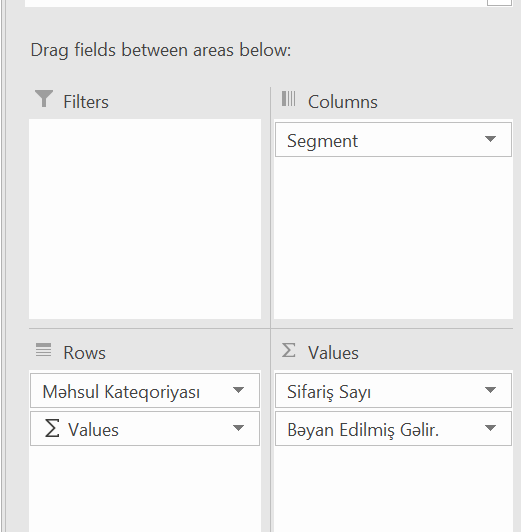 Drag fields between areas below:
Filters
Columns
Segment
Rows
Σ Values
Məhsul Kateqoriyası
Σ Values
Sifariş Sayı
Bəyan Edilmiş Gəlir.